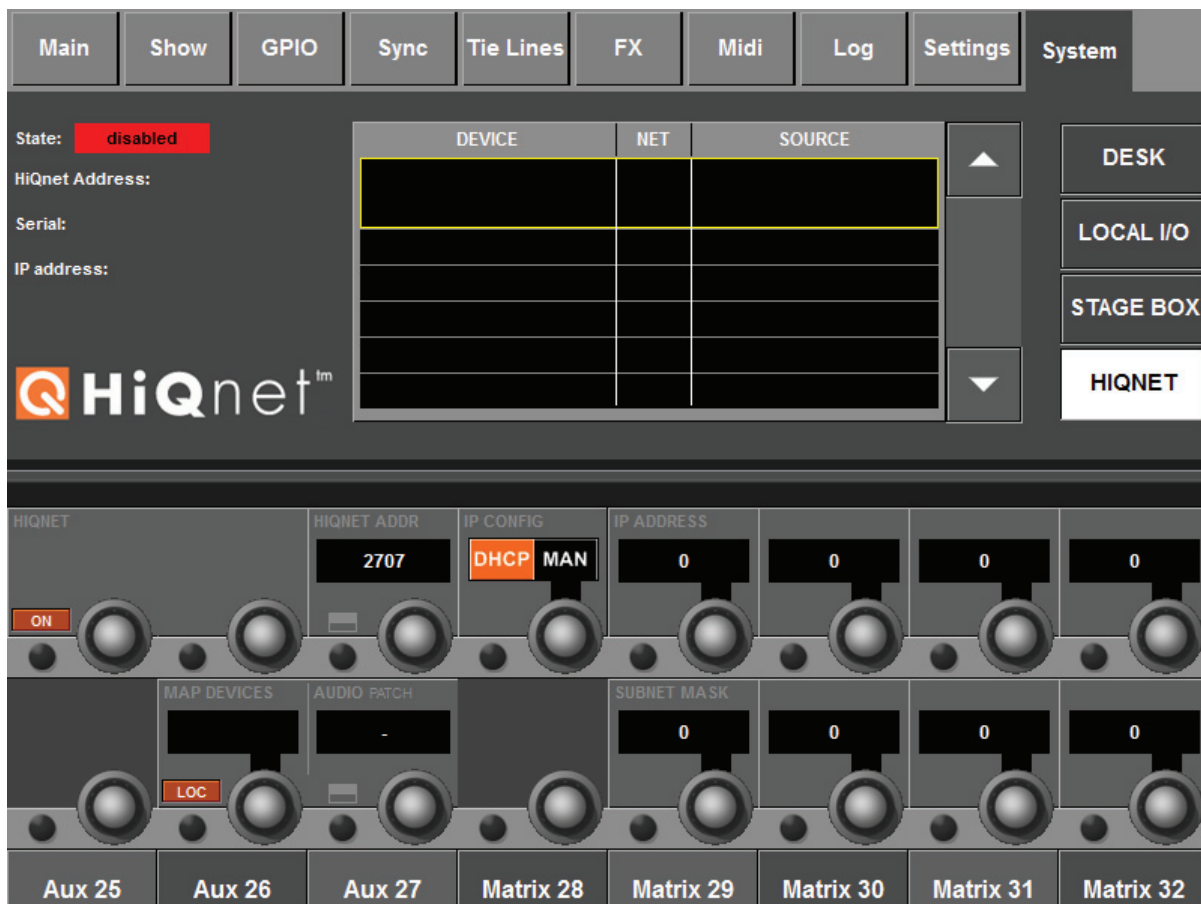 Main Show GPIO Sync Tie Lines FX Midi Log Settings System
State: disabled
HiQnet Address:
Serial:
IP address:
DEVICE NET SOURCE
DESK
LOCAL I/O
STAGE BOX
HIQNET
Q HiQnet tm
HIQNET HIQNET ADDR IP CONFIG IP ADDRESS
2707 DHCP MAN 0 0 0 0
ON
MAP DEVICES AUDIO PATCH SUBNET MASK
- 0 0 0 0
LOC
Aux 25 Aux 26 Aux 27 Matrix 28 Matrix 29 Matrix 30 Matrix 31 Matrix 32